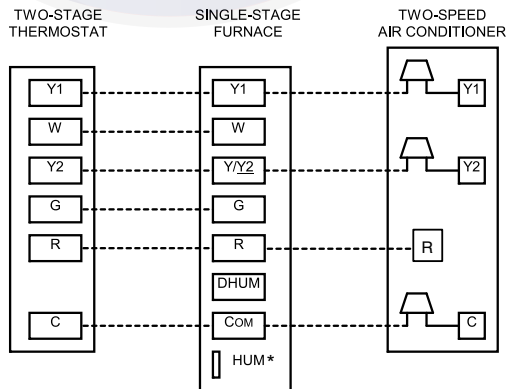 TWO-STAGE THERMOSTAT
SINGLE-STAGE FURNACE
TWO-SPEED AIR CONDITIONER
Y1 Y1 Y1
W W
Y2 Y/Y2 Y2
G G
R R R
DHUM
C COM C
HUM*